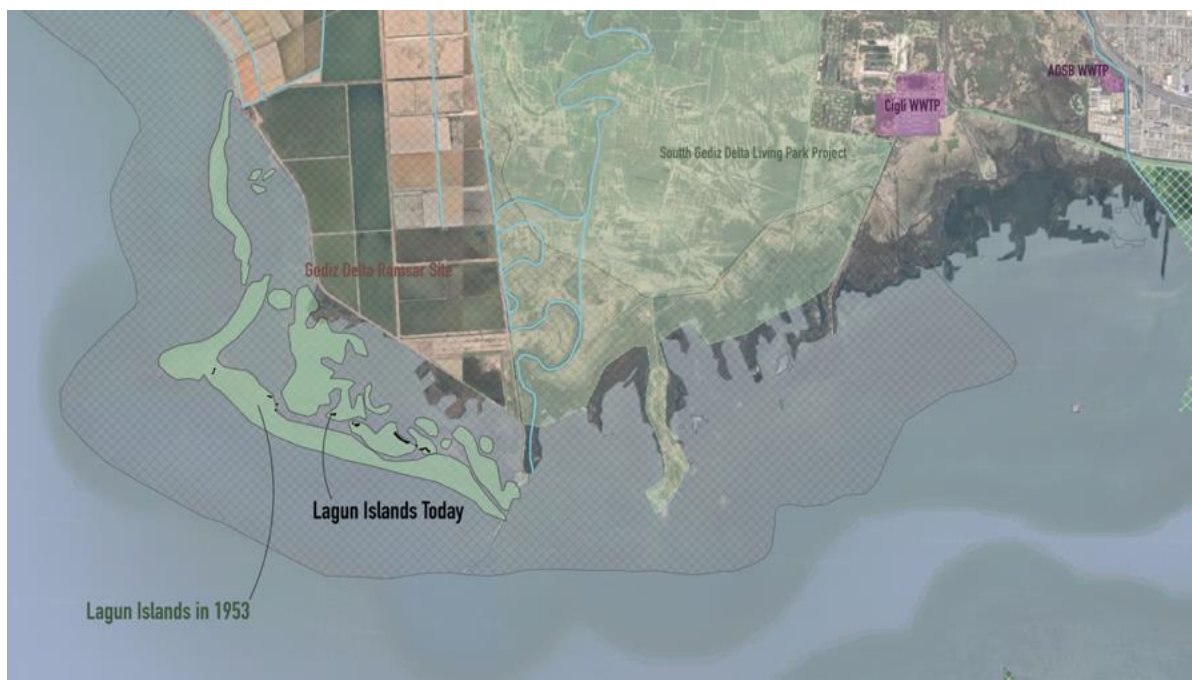 AOSB WWTP
Cigli WWTP
Soutth Gediz Delta Living Park Project
Gediz Delta Ramsar Site
Lagun Islands Today
Lagun Islands in 1953